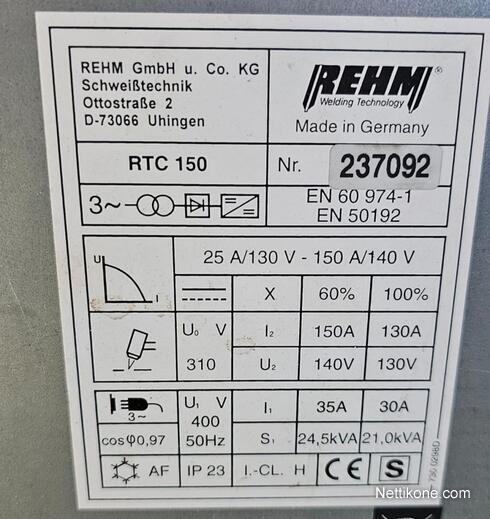 REHM GmbH u. Co. KG
Schweißtechnik
Ottostraße 2
D-73066 Uhingen
REHM®
Welding Technology
Made in Germany
RTC 150
Nr. 237092
3~
EN 60 974-1
EN 50192
U
I
25 A/130 V - 150 A/140 V
X 60% 100%
U₀ V
310
I₂ 150A 130A
U₂ 140V 130V
3~
U₁ V
400
50Hz
I₁ 35A 30A
cosφ0,97
S₁ 24,5kVA 21,0kVA
AF IP 23 I.-CL. H CE S
Nettikone.com